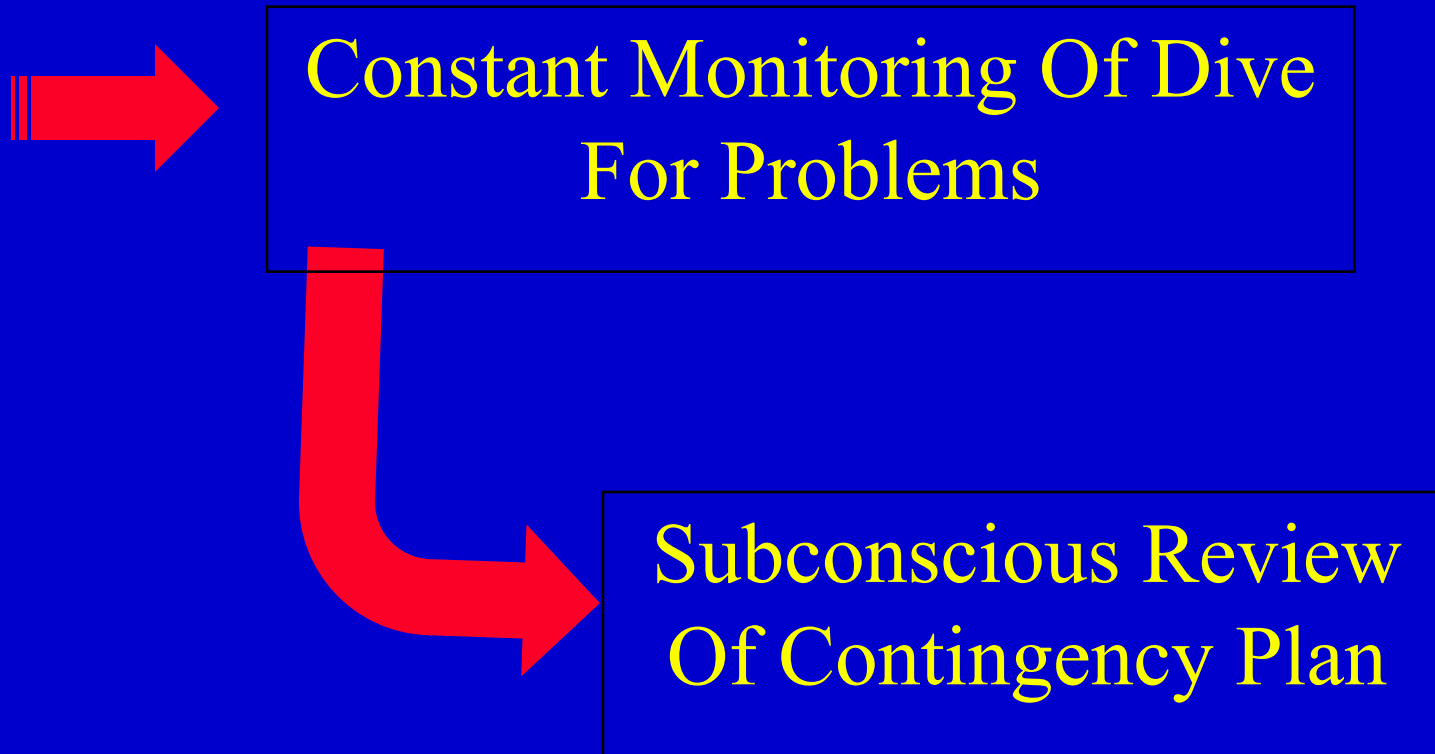 Constant Monitoring Of Dive
For Problems
Subconscious Review
Of Contingency Plan